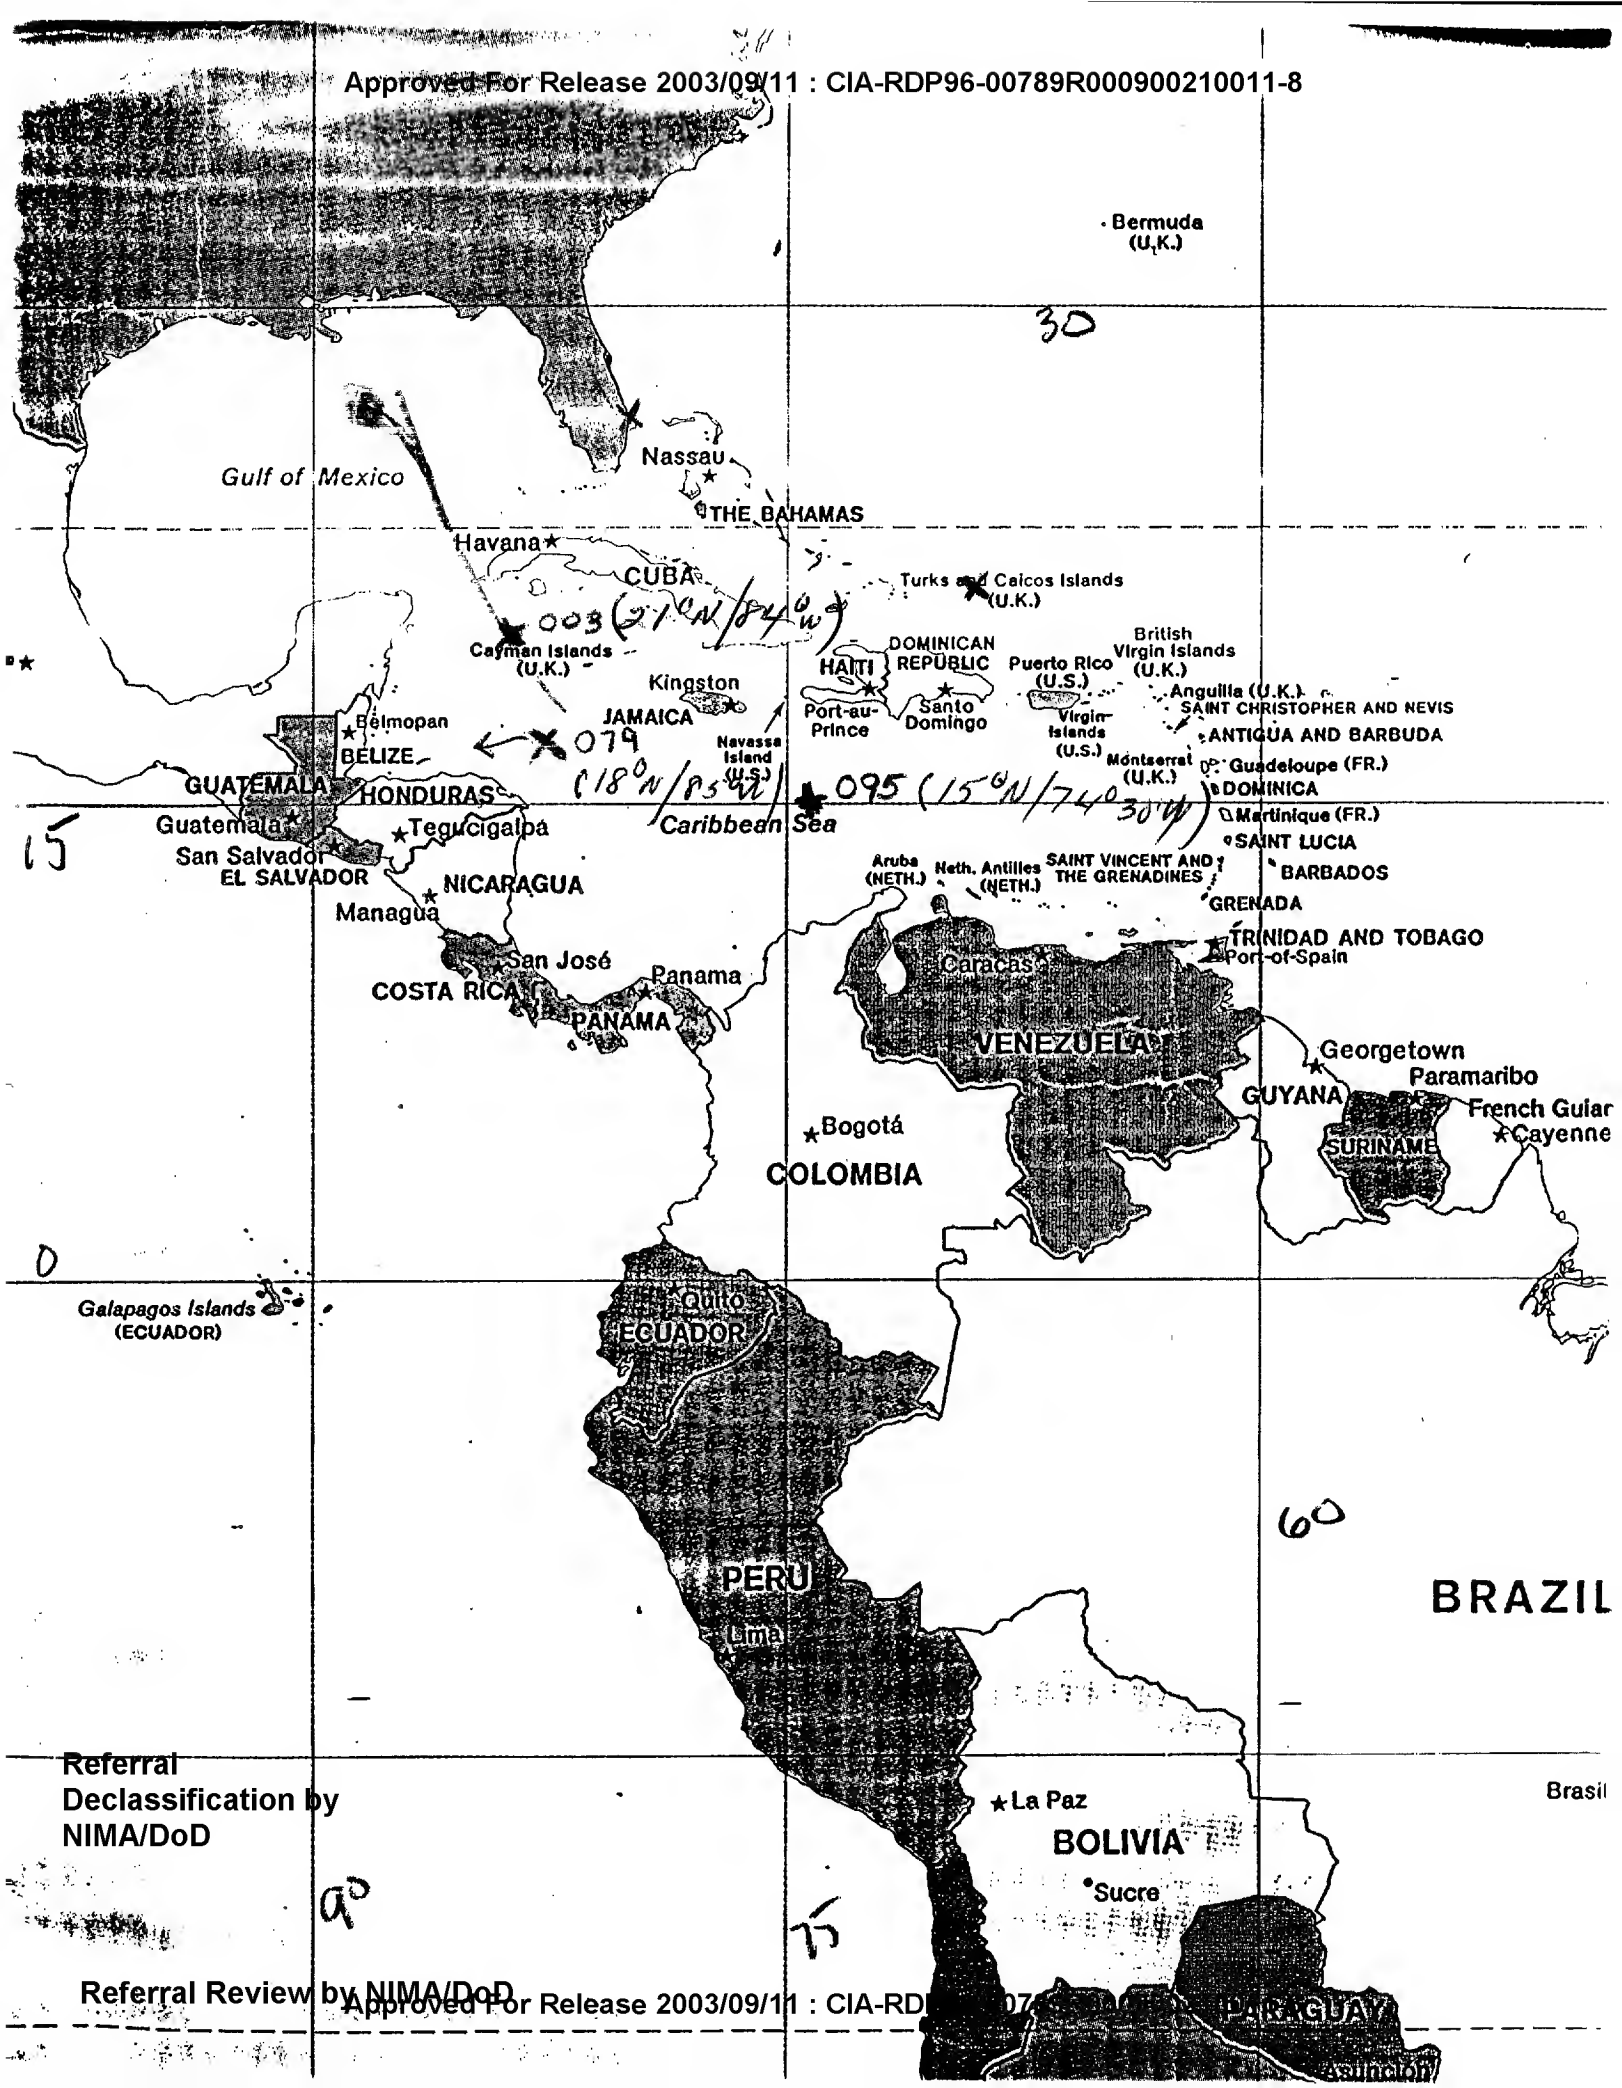 Approved For Release 2003/09/11 : CIA-RDP96-00789R000900210011-8
Bermuda
(U.K.)
30
Gulf of Mexico
Nassau
THE BAHAMAS
Havana
CUBA
Turks and Caicos Islands
(U.K.)
003 (21°N/84°W)
Cayman Islands
(U.K.)
HAITI
DOMINICAN
REPUBLIC
Puerto Rico
(U.S.)
British
Virgin Islands
(U.K.)
Kingston
JAMAICA
Port-au-
Prince
Santo
Domingo
Virgin
Islands
(U.S.)
Anguilla (U.K.)
SAINT CHRISTOPHER AND NEVIS
ANTIGUA AND BARBUDA
Belmopan
BELIZE
079
(18°N/83°W)
Navassa
Island
(U.S.)
Montserrat
(U.K.)
Guadeloupe (FR.)
DOMINICA
GUATEMALA
HONDURAS
095 (15°N/74°30'W)
Martinique (FR.)
15
Guatemala
Tegucigalpa
Caribbean Sea
SAINT LUCIA
San Salvador
EL SALVADOR
NICARAGUA
Managua
Aruba
(NETH.)
Neth. Antilles
(NETH.)
SAINT VINCENT AND
THE GRENADINES
BARBADOS
GRENADA
TRINIDAD AND TOBAGO
Port-of-Spain
San José
COSTA RICA
Panama
PANAMA
Caracas
VENEZUELA
Georgetown
GUYANA
Paramaribo
SURINAME
French Guiar
Cayenne
Bogotá
COLOMBIA
0
Galapagos Islands
(ECUADOR)
Quito
ECUADOR
60
PERU
Lima
BRAZIL
Referral
Declassification by
NIMA/DoD
La Paz
BOLIVIA
Sucre
Brasil
90
75
Referral Review by NIMA/DoD
Approved For Release 2003/09/11 : CIA-RD
PARAGUAY
Asunción